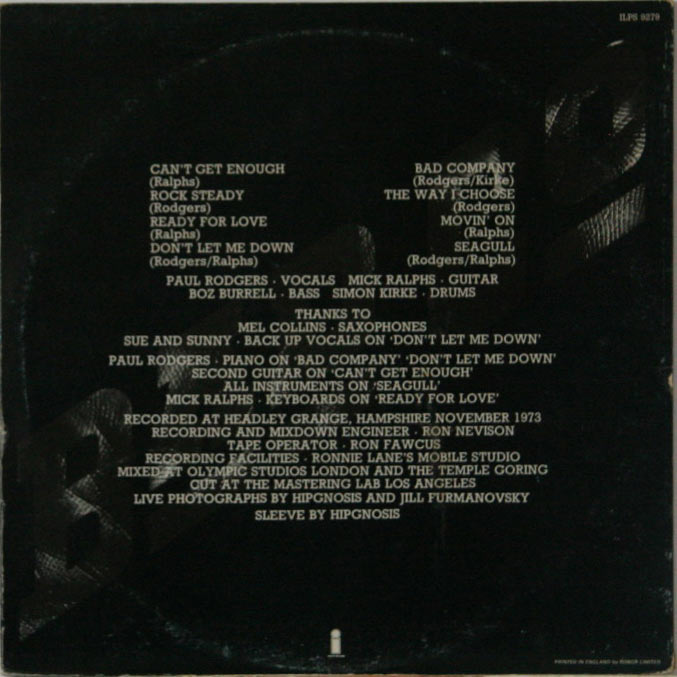 ILPS 9279
CAN'T GET ENOUGH
(Ralphs)
ROCK STEADY
(Rodgers)
READY FOR LOVE
(Ralphs)
DON'T LET ME DOWN
(Rodgers/Ralphs)
BAD COMPANY
(Rodgers/Kirke)
THE WAY I CHOOSE
(Rodgers)
MOVIN' ON
(Ralphs)
SEAGULL
(Rodgers/Ralphs)
PAUL RODGERS · VOCALS MICK RALPHS · GUITAR
BOZ BURRELL · BASS SIMON KIRKE · DRUMS
THANKS TO
MEL COLLINS · SAXOPHONES
SUE AND SUNNY · BACK UP VOCALS ON 'DON'T LET ME DOWN'
PAUL RODGERS · PIANO ON 'BAD COMPANY' 'DON'T LET ME DOWN'
SECOND GUITAR ON 'CAN'T GET ENOUGH'
ALL INSTRUMENTS ON 'SEAGULL'
MICK RALPHS · KEYBOARDS ON 'READY FOR LOVE'
RECORDED AT HEADLEY GRANGE, HAMPSHIRE NOVEMBER 1973
RECORDING AND MIXDOWN ENGINEER · RON NEVISON
TAPE OPERATOR · RON FAWCUS
RECORDING FACILITIES · RONNIE LANE'S MOBILE STUDIO
MIXED AT OLYMPIC STUDIOS LONDON AND THE TEMPLE GORING
CUT AT THE MASTERING LAB LOS ANGELES
LIVE PHOTOGRAPHS BY HIPGNOSIS AND JILL FURMANOVSKY
SLEEVE BY HIPGNOSIS
i
PRINTED IN ENGLAND by ROBOR LIMITED